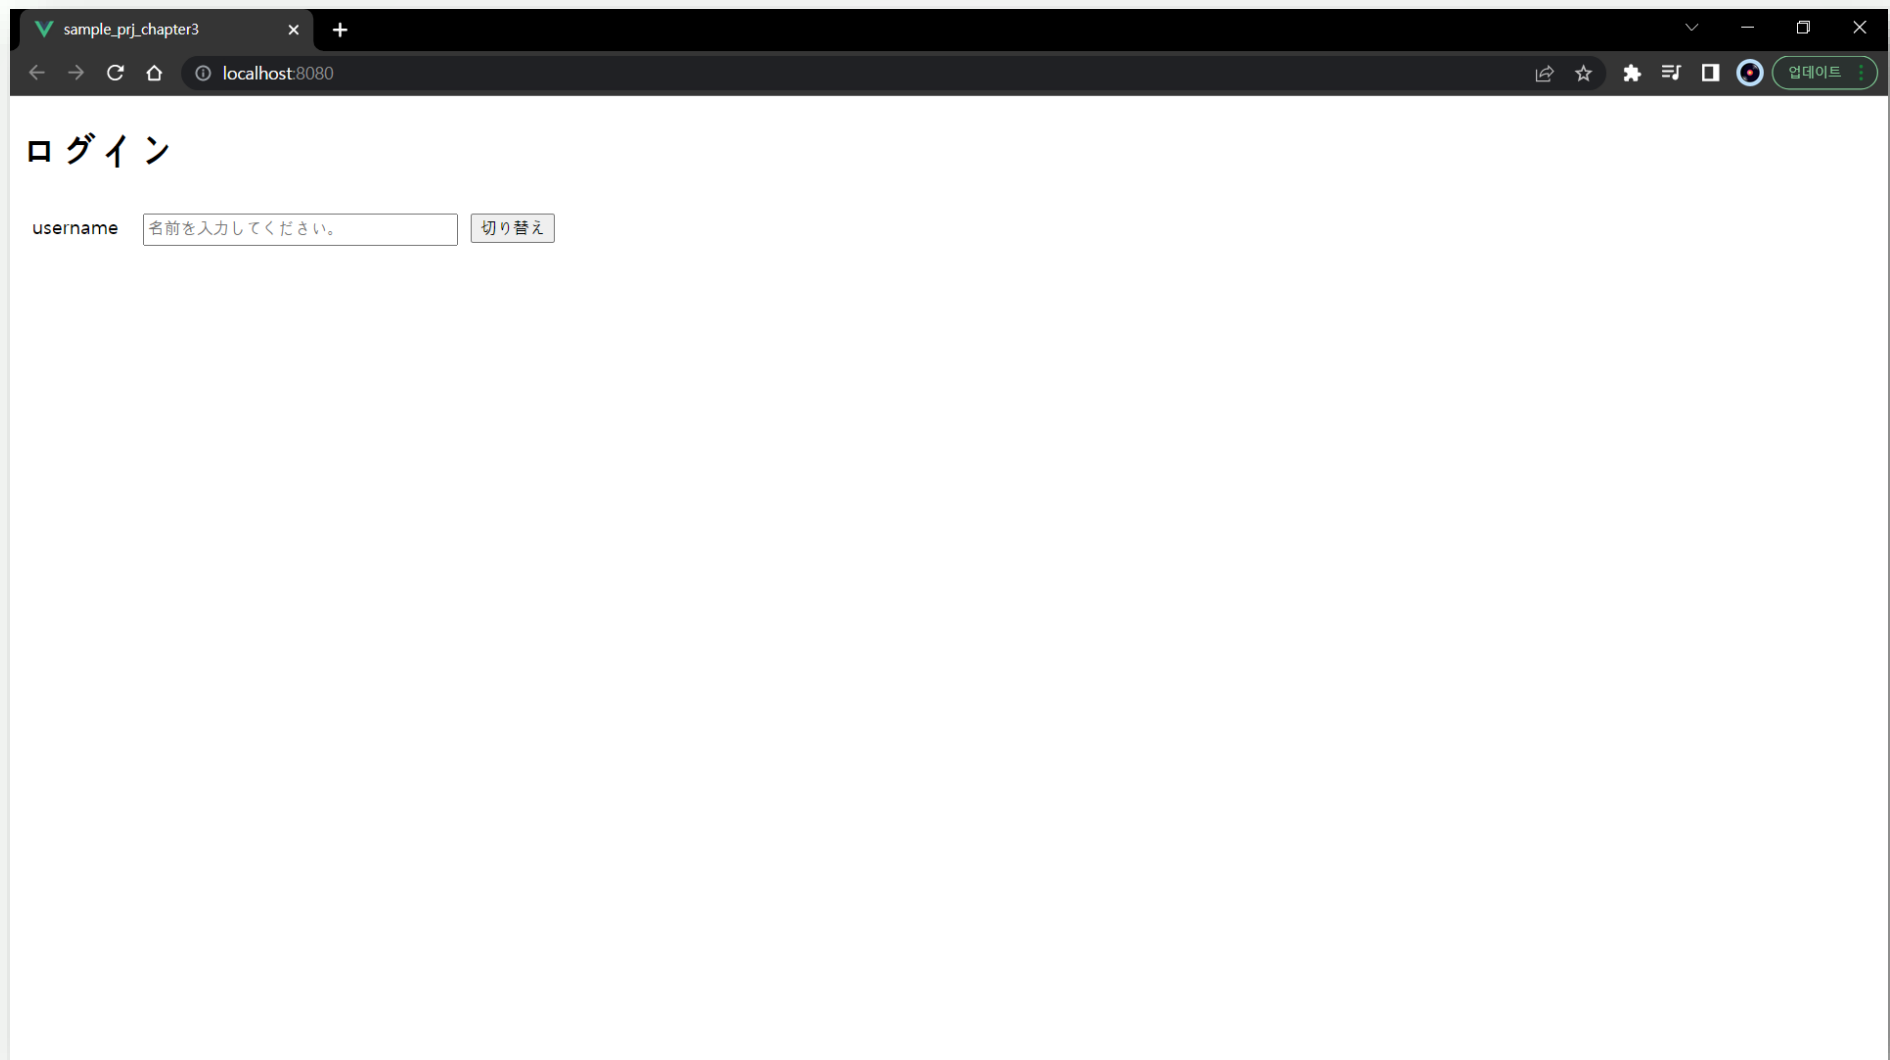 sample_prj_chapter3
localhost:8080
업데이트
ログイン
username 名前を入力してください。 切り替え